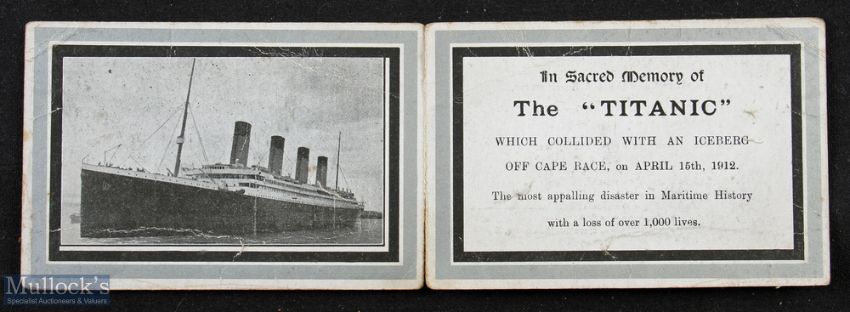 In Sacred Memory of
The "TITANIC"
WHICH COLLIDED WITH AN ICEBERG
OFF CAPE RACE, on APRIL 15th, 1912.
The most appalling disaster in Maritime History
with a loss of over 1,000 lives.
Mullock's
Specialist Auctioneers & Valuers